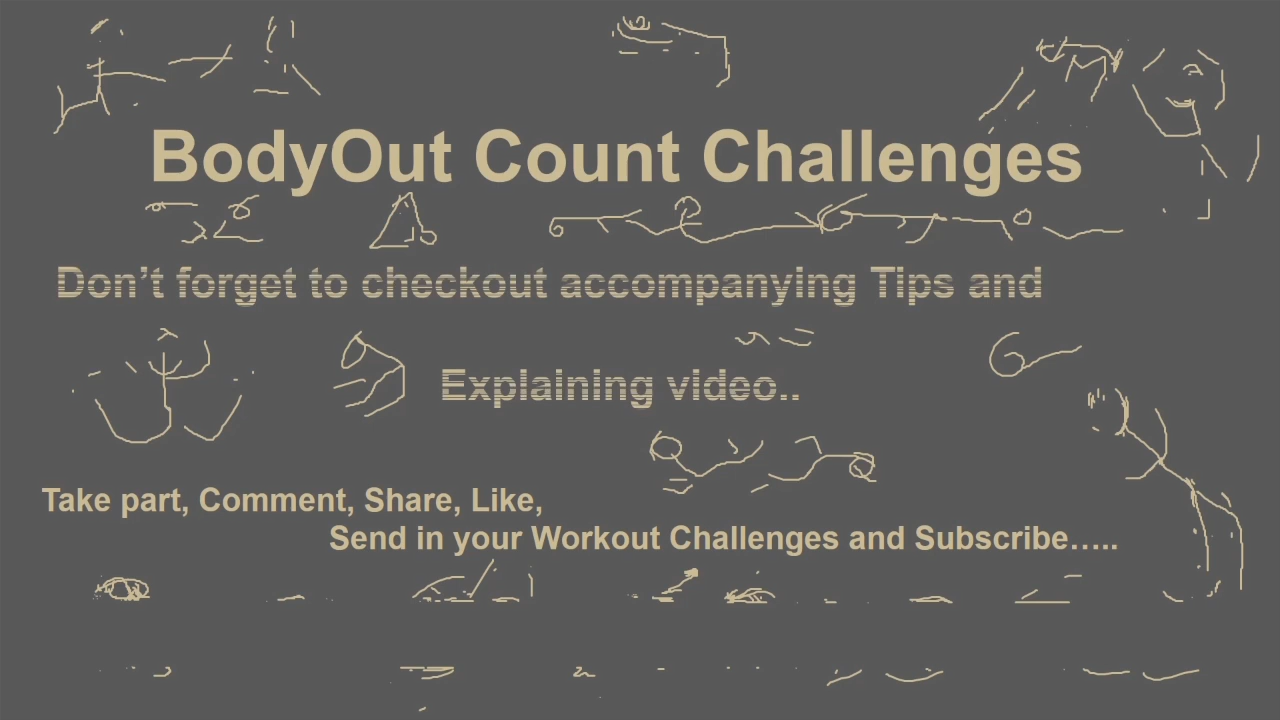 BodyOut Count Challenges
Don’t forget to checkout accompanying Tips and
Explaining video..
Take part, Comment, Share, Like,
Send in your Workout Challenges and Subscribe…..